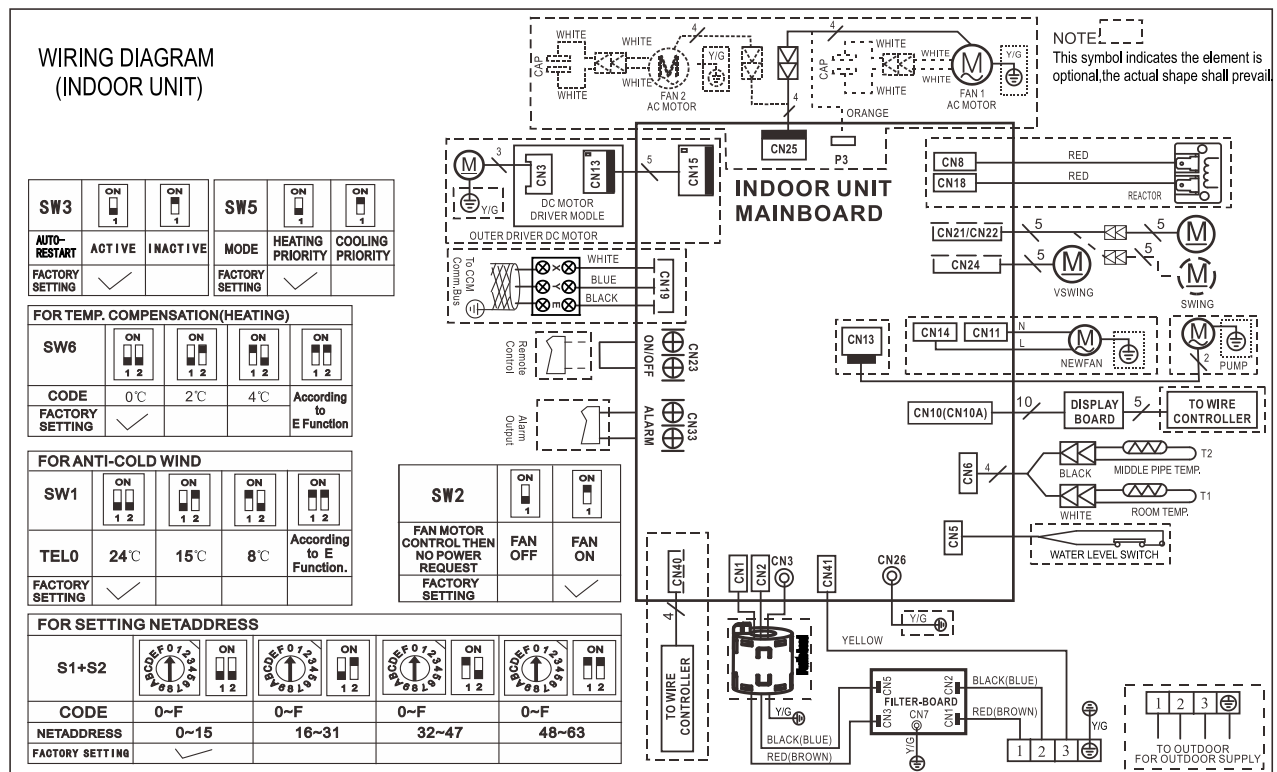 WIRING DIAGRAM
(INDOOR UNIT)
NOTE:
This symbol indicates the element is
optional,the actual shape shall prevail.
CAP
WHITE
WHITE
WHITE
WHITE
M
FAN 2
AC MOTOR
Y/G
4
4
4
CAP
WHITE
WHITE
WHITE
WHITE
M
FAN 1
AC MOTOR
Y/G
ORANGE
CN25
P3
INDOOR UNIT
MAINBOARD
M
3
Y/G
CN3
CN13
DC MOTOR
DRIVER MODLE
OUTER DRIVER DC MOTOR
5
CN15
To CCM
Comm.Bus
X
Y
E
WHITE
BLUE
BLACK
CN19
Remote
Control
ON/OFF
CN23
Alarm
Output
ALARM
CN33
CN8
CN18
RED
RED
REACTOR
CN21/CN22
5
5
M
CN24
5
M
VSWING
5
M
SWING
CN13
CN14
CN11
N
L
M
NEWFAN
M
2
PUMP
CN10(CN10A)
10
DISPLAY
BOARD
5
TO WIRE
CONTROLLER
CN6
4
BLACK
MIDDLE PIPE TEMP.
T2
WHITE
ROOM TEMP.
T1
CN5
WATER LEVEL SWITCH
SW3
ON
1
ON
1
AUTO-
RESTART
ACTIVE
INACTIVE
FACTORY
SETTING
SW5
ON
1
ON
1
MODE
HEATING
PRIORITY
COOLING
PRIORITY
FACTORY
SETTING
FOR TEMP. COMPENSATION(HEATING)
SW6
ON
1 2
ON
1 2
ON
1 2
ON
1 2
CODE
0℃
2℃
4℃
According
to
E Function
FACTORY
SETTING
FOR ANTI-COLD WIND
SW1
ON
1 2
ON
1 2
ON
1 2
ON
1 2
TEL0
24℃
15℃
8℃
According
to E
Function.
FACTORY
SETTING
SW2
ON
1
ON
1
FAN MOTOR
CONTROL THEN
NO POWER
REQUEST
FAN
OFF
FAN
ON
FACTORY
SETTING
FOR SETTING NETADDRESS
S1+S2
0123456789ABCDEF
ON
1 2
0123456789ABCDEF
ON
1 2
0123456789ABCDEF
ON
1 2
0123456789ABCDEF
ON
1 2
CODE
0~F
0~F
0~F
0~F
NETADDRESS
0~15
16~31
32~47
48~63
FACTORY SETTING
CN40
4
TO WIRE
CONTROLLER
CN1
CN2
CN3
CN41
CN26
Y/G
YELLOW
Y/G
BLACK(BLUE)
RED(BROWN)
CN5
CN3
FILTER-BOARD
CN7
CN2
CN1
Y/G
BLACK(BLUE)
RED(BROWN)
Y/G
1 2 3
1 2 3
TO OUTDOOR
FOR OUTDOOR SUPPLY